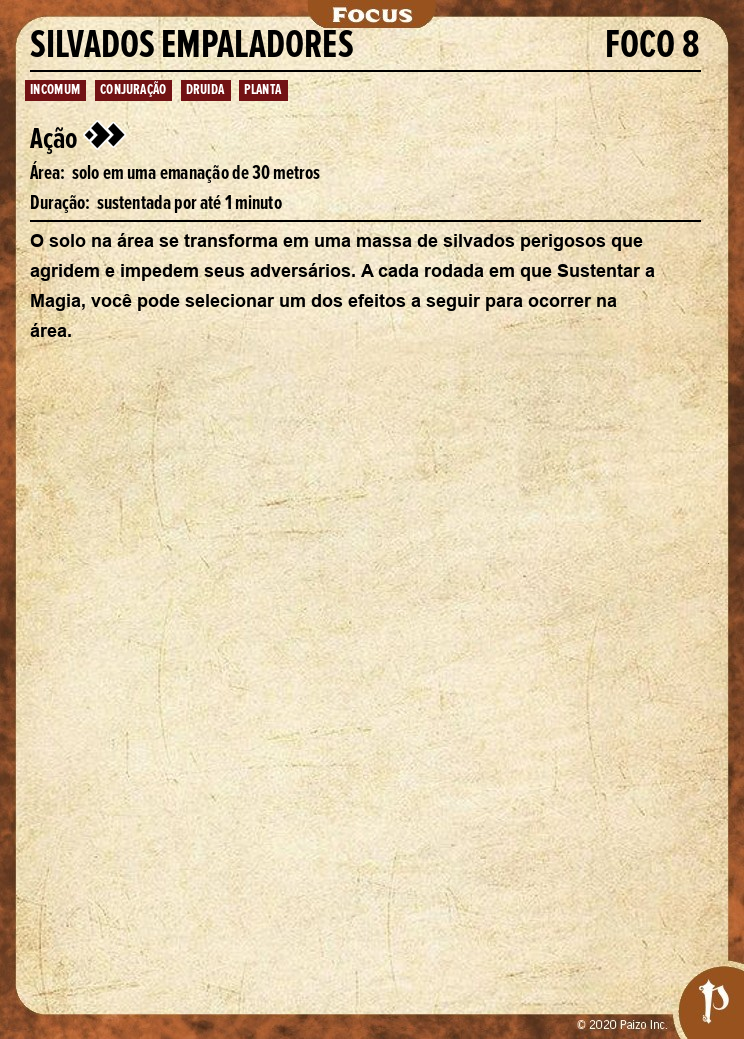 Focus
SILVADOS EMPALADORES FOCO 8
INCOMUM CONJURAÇÃO DRUIDA PLANTA
Ação
Área: solo em uma emanação de 30 metros
Duração: sustentada por até 1 minuto
O solo na área se transforma em uma massa de silvados perigosos que
agridem e impedem seus adversários. A cada rodada em que Sustentar a
Magia, você pode selecionar um dos efeitos a seguir para ocorrer na
área.
© 2020 Paizo Inc.